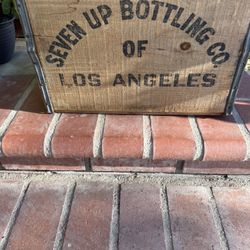 SEVEN UP BOTTLING CO.
OF
LOS ANGELES